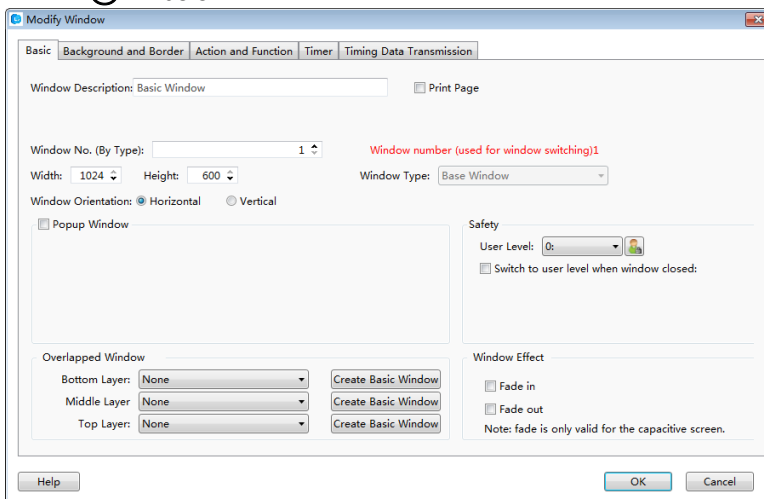 Modify Window
Basic Background and Border Action and Function Timer Timing Data Transmission
Window Description: Basic Window Print Page
Window No. (By Type): 1 Window number (used for window switching)1
Width: 1024 Height: 600 Window Type: Base Window
Window Orientation: Horizontal Vertical
Popup Window
Safety
User Level: 0:
Switch to user level when window closed:
Overlapped Window
Bottom Layer: None Create Basic Window
Middle Layer None Create Basic Window
Top Layer: None Create Basic Window
Window Effect
Fade in
Fade out
Note: fade is only valid for the capacitive screen.
Help OK Cancel